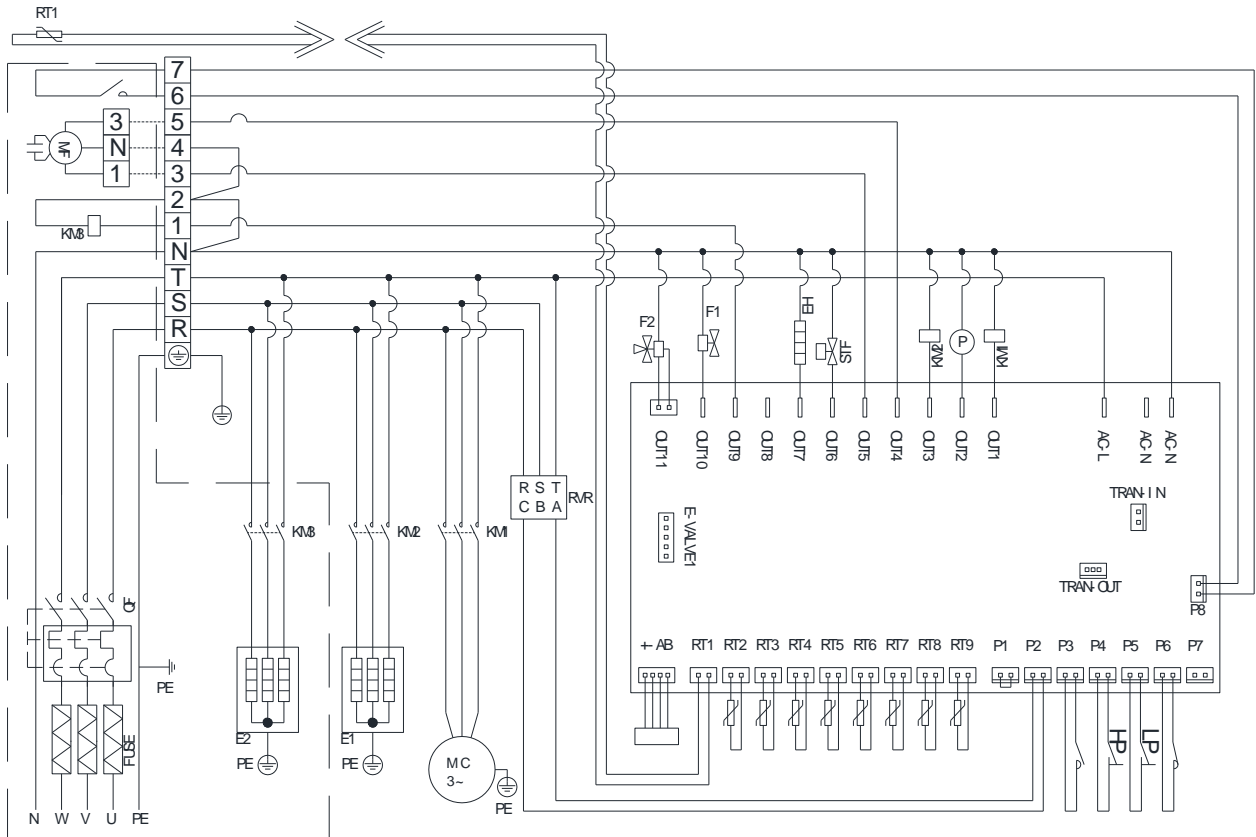 RT1
7
6
3 5
N 4
MF
1 3
2
1
KM3
N
T
S
R
F2
F1
EH
STF
KM2
P
KM1
OUT11
OUT10
OUT9
OUT8
OUT7
OUT6
OUT5
OUT4
OUT3
OUT2
OUT1
AC-L
AC-N
AC-N
TRAN-IN
R S T
C B A
RVR
E-VALVE1
KM3
KM2
KM1
TRAN-OUT
P8
QF
PE
+- AB
RT1
RT2
RT3
RT4
RT5
RT6
RT7
RT8
RT9
P1
P2
P3
P4
P5
P6
P7
FUSE
E2
E1
PE
PE
MC
3~
PE
HP
LP
N W V U PE